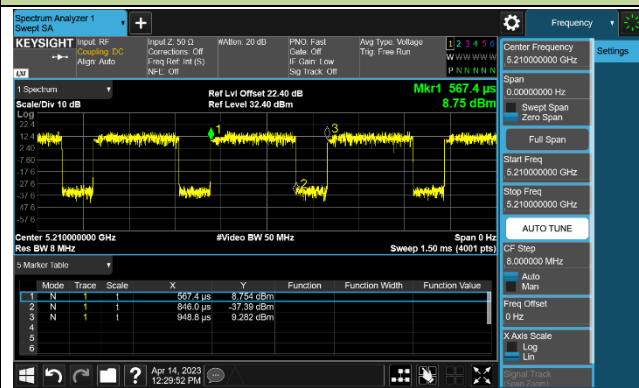 Spectrum Analyzer 1
Swept SA
+
Frequency
KEYSIGHT
Input: RF
Coupling: DC
Align: Auto
Input Z: 50 Ω
Corrections: Off
Freq Ref: Int (S)
NFE: Off
#Atten: 20 dB
PNO: Fast
Gate: Off
IF Gain: Low
Sig Track: Off
Avg Type: Voltage
Trig: Free Run
1 2 3 4 5 6
W W W W W W
P N N N N N
LXI
Center Frequency
5.210000000 GHz
Settings
Span
0.00000000 Hz
Swept Span
Zero Span
Full Span
Start Freq
5.210000000 GHz
Stop Freq
5.210000000 GHz
AUTO TUNE
CF Step
8.000000 MHz
Auto
Man
Freq Offset
0 Hz
X Axis Scale
Log
Lin
Signal Track
(Span Zoom)
1 Spectrum
Scale/Div 10 dB
Ref Lvl Offset 22.40 dB
Ref Level 32.40 dBm
Mkr1 567.4 µs
8.75 dBm
Log
22.4
12.4
2.40
-7.60
-17.6
-27.6
-37.6
-47.6
-57.6
1
2
3
Center 5.210000000 GHz
Res BW 8 MHz
#Video BW 50 MHz
Span 0 Hz
Sweep 1.50 ms (4001 pts)
5 Marker Table
Mode Trace Scale X Y Function Function Width Function Value
1 N 1 t 567.4 µs 8.754 dBm
2 N 1 t 846.0 µs -37.39 dBm
3 N 1 t 948.8 µs 9.282 dBm
4
5
6
?
Apr 14, 2023
12:29:52 PM